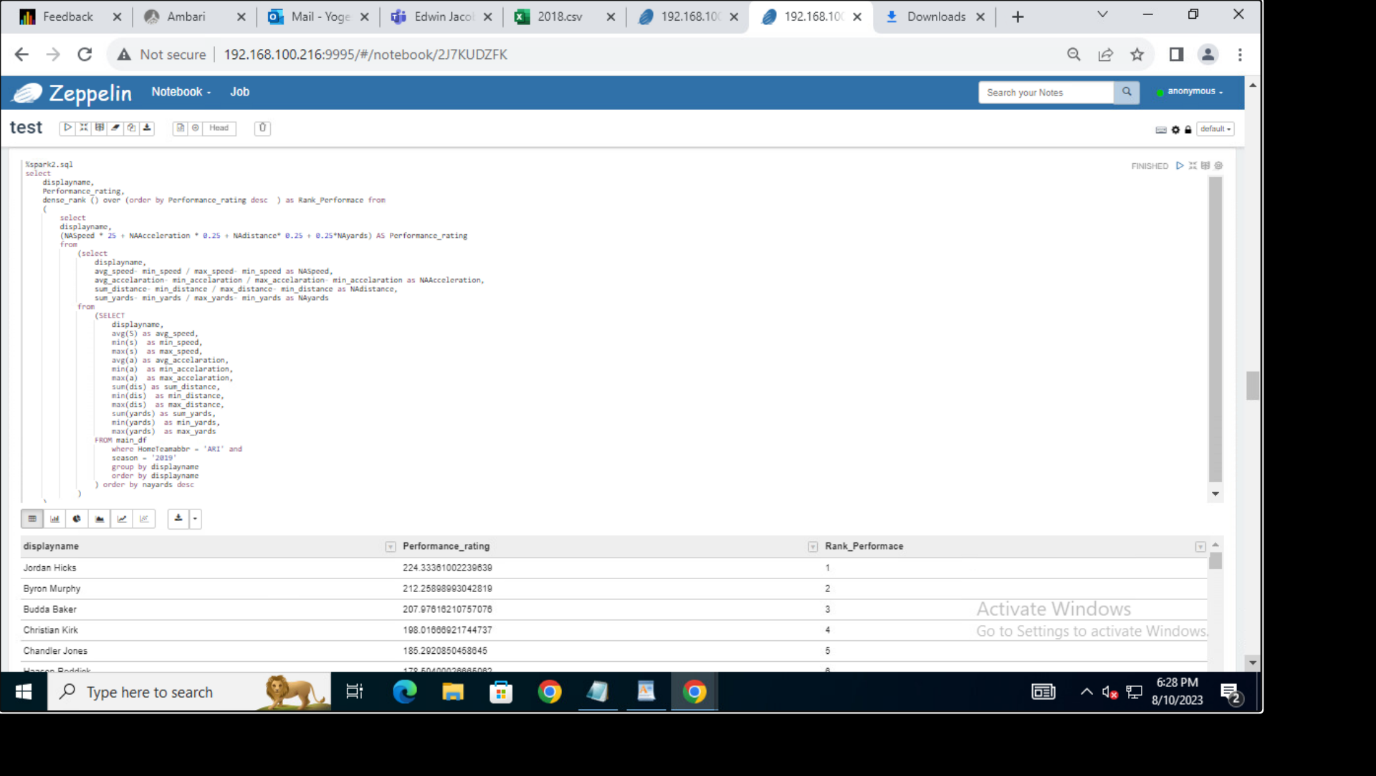 Feedback
Ambari
Mail - Yoge
Edwin Jacol
2018.csv
192.168.100
192.168.100
Downloads
Not secure 192.168.100.216:9995/#/notebook/2J7KUDZFK
Zeppelin Notebook Job Search your Notes anonymous
test Head default
%spark2.sql FINISHED
select
displayname,
Performance_rating,
dense_rank () over (order by Performance_rating desc ) as Rank_Performace from
(
select
displayname,
(NASpeed * 25 + NAAcceleration * 0.25 + NAdistance* 0.25 + 0.25*NAyards) AS Performance_rating
from
(select
displayname,
avg_speed- min_speed / max_speed- min_speed as NASpeed,
avg_accelaration- min_accelaration / max_accelaration- min_accelaration as NAAcceleration,
sum_distance- min_distance / max_distance- min_distance as NAdistance,
sum_yards- min_yards / max_yards- min_yards as NAyards
from
(SELECT
displayname,
avg(S) as avg_speed,
min(s) as min_speed,
max(s) as max_speed,
avg(a) as avg_accelaration,
min(a) as min_accelaration,
max(a) as max_accelaration,
sum(dis) as sum_distance,
min(dis) as min_distance,
max(dis) as max_distance,
sum(yards) as sum_yards,
min(yards) as min_yards,
max(yards) as max_yards
FROM main_df
where HomeTeamabbr = 'ARI' and
season = '2019'
group by displayname
order by displayname
) order by nayards desc
)
displayname Performance_rating Rank_Performace
Jordan Hicks 224.33361002239639 1
Byron Murphy 212.25898993042819 2
Budda Baker 207.97616210757076 3
Christian Kirk 198.01666921744737 4
Chandler Jones 185.2920850458645 5
Activate Windows
Go to Settings to activate Windows.
Type here to search
6:28 PM
8/10/2023
2